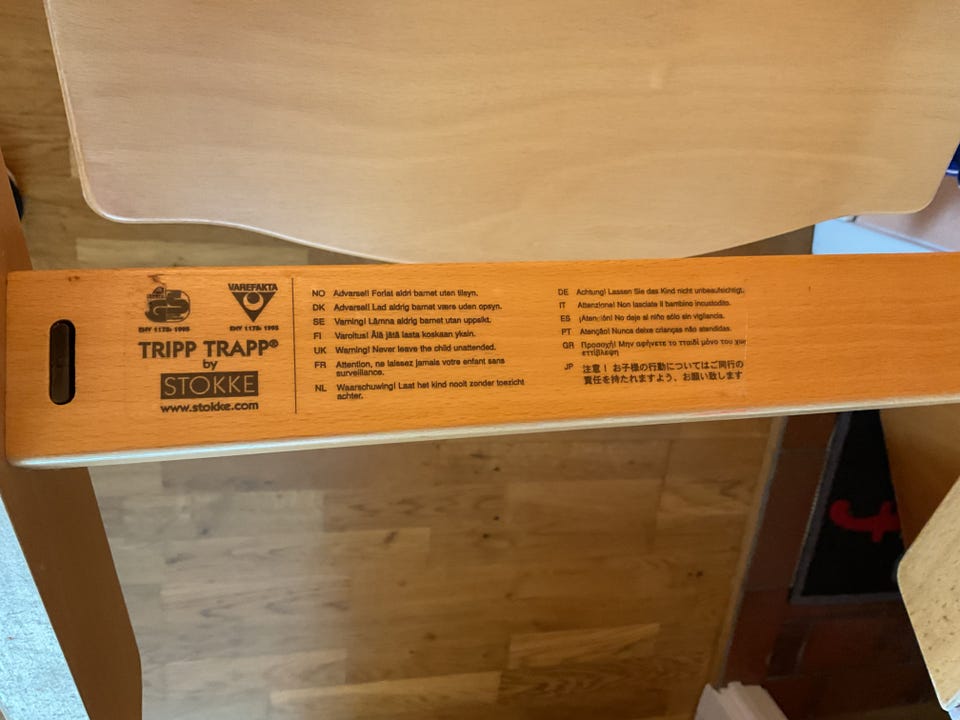 GS
VAREFAKTA
ENV 1178: 1995
ENV 1178: 1995
TRIPP TRAPP®
by
STOKKE
www.stokke.com
NO Advarsel! Forlat aldri barnet uten tilsyn.
DK Advarsel! Lad aldrig barnet være uden opsyn.
SE Varning! Lämna aldrig barnet utan uppsikt.
FI Varoitus! Älä jätä lasta koskaan yksin.
UK Warning! Never leave the child unattended.
FR Attention, ne laissez jamais votre enfant sans
surveillance.
NL Waarschuwing! Laat het kind nooit zonder toezicht
achter.
DE Achtung! Lassen Sie das Kind nicht unbeaufsichtigt.
IT Attenzione! Non lasciate il bambino incustodito.
ES ¡Atención! No deje al niño sólo sin vigilancia.
PT Atenção! Nunca deixe crianças não atendidas.
GR Προσοχή! Μην αφήνετε το παιδί μόνο του χω
επίβλεψη
JP 注意! お子様の行動についてはご同行の
責任を持たれますよう、お願い致します